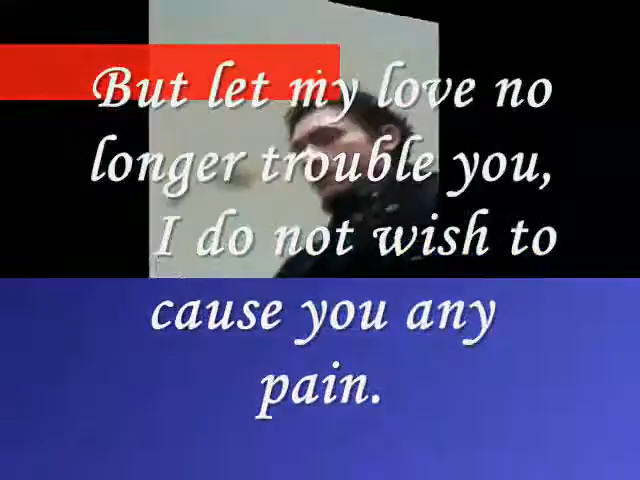 But let my love no
longer trouble you,
I do not wish to
cause you any
pain.